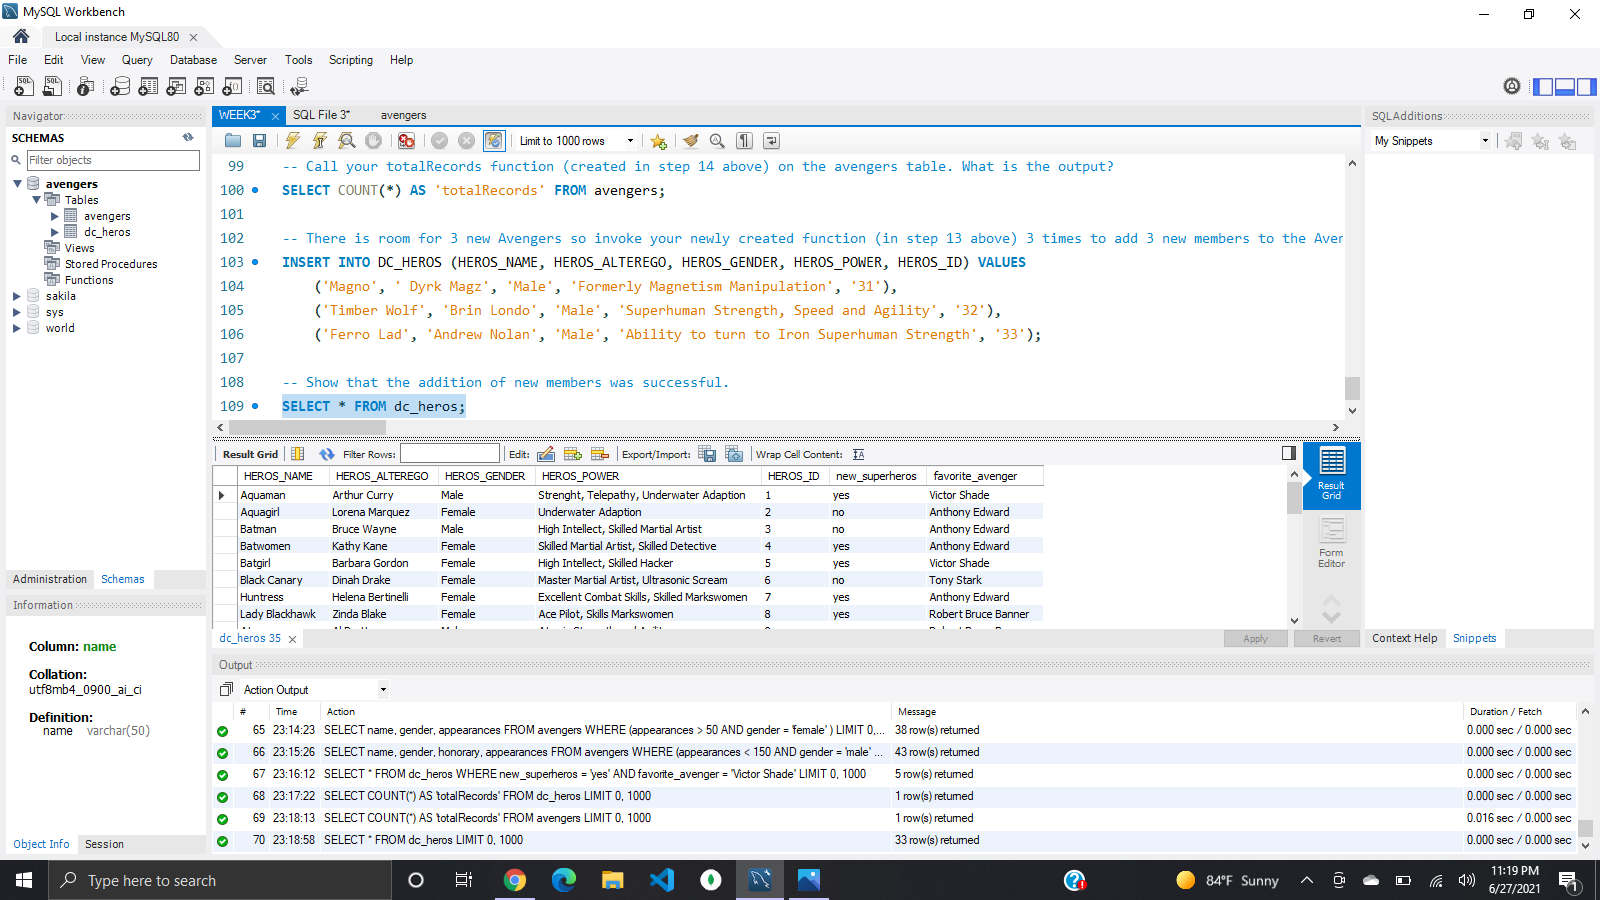 MySQL Workbench
Local instance MySQL80
File Edit View Query Database Server Tools Scripting Help
Navigator
SCHEMAS
Filter objects
avengers
Tables
avengers
dc_heros
Views
Stored Procedures
Functions
sakila
sys
world
Administration Schemas
Information
Column: name
Collation:
utf8mb4_0900_ai_ci
Definition:
name varchar(50)
Object Info Session
WEEK3* SQL File 3* avengers
Limit to 1000 rows
99 -- Call your totalRecords function (created in step 14 above) on the avengers table. What is the output?
100 SELECT COUNT(*) AS 'totalRecords' FROM avengers;
101
102 -- There is room for 3 new Avengers so invoke your newly created function (in step 13 above) 3 times to add 3 new members to the Aven
103 INSERT INTO DC_HEROS (HEROS_NAME, HEROS_ALTEREGO, HEROS_GENDER, HEROS_POWER, HEROS_ID) VALUES
104 ('Magno', ' Dyrk Magz', 'Male', 'Formerly Magnetism Manipulation', '31'),
105 ('Timber Wolf', 'Brin Londo', 'Male', 'Superhuman Strength, Speed and Agility', '32'),
106 ('Ferro Lad', 'Andrew Nolan', 'Male', 'Ability to turn to Iron Superhuman Strength', '33');
107
108 -- Show that the addition of new members was successful.
109 SELECT * FROM dc_heros;
Result Grid Filter Rows: Edit: Export/Import: Wrap Cell Content:
HEROS_NAME HEROS_ALTEREGO HEROS_GENDER HEROS_POWER HEROS_ID new_superheros favorite_avenger
Aquaman Arthur Curry Male Strenght, Telepathy, Underwater Adaption 1 yes Victor Shade
Aquagirl Lorena Marquez Female Underwater Adaption 2 no Anthony Edward
Batman Bruce Wayne Male High Intellect, Skilled Martial Artist 3 no Anthony Edward
Batwomen Kathy Kane Female Skilled Martial Artist, Skilled Detective 4 yes Anthony Edward
Batgirl Barbara Gordon Female High Intellect, Skilled Hacker 5 yes Victor Shade
Black Canary Dinah Drake Female Master Martial Artist, Ultrasonic Scream 6 no Tony Stark
Huntress Helena Bertinelli Female Excellent Combat Skills, Skilled Markswomen 7 yes Anthony Edward
Lady Blackhawk Zinda Blake Female Ace Pilot, Skills Markswomen 8 yes Robert Bruce Banner
Result Grid
Form Editor
dc_heros 35 Apply Revert
Output
Action Output
# Time Action Message Duration / Fetch
65 23:14:23 SELECT name, gender, appearances FROM avengers WHERE (appearances > 50 AND gender = 'female' ) LIMIT 0,... 38 row(s) returned 0.000 sec / 0.000 sec
66 23:15:26 SELECT name, gender, honorary, appearances FROM avengers WHERE (appearances < 150 AND gender = 'male' ... 43 row(s) returned 0.000 sec / 0.000 sec
67 23:16:12 SELECT * FROM dc_heros WHERE new_superheros = 'yes' AND favorite_avenger = 'Victor Shade' LIMIT 0, 1000 5 row(s) returned 0.000 sec / 0.000 sec
68 23:17:22 SELECT COUNT(*) AS 'totalRecords' FROM dc_heros LIMIT 0, 1000 1 row(s) returned 0.000 sec / 0.000 sec
69 23:18:13 SELECT COUNT(*) AS 'totalRecords' FROM avengers LIMIT 0, 1000 1 row(s) returned 0.016 sec / 0.000 sec
70 23:18:58 SELECT * FROM dc_heros LIMIT 0, 1000 33 row(s) returned 0.000 sec / 0.000 sec
SQLAdditions
My Snippets
Context Help Snippets
Type here to search
84°F Sunny
11:19 PM
6/27/2021
1